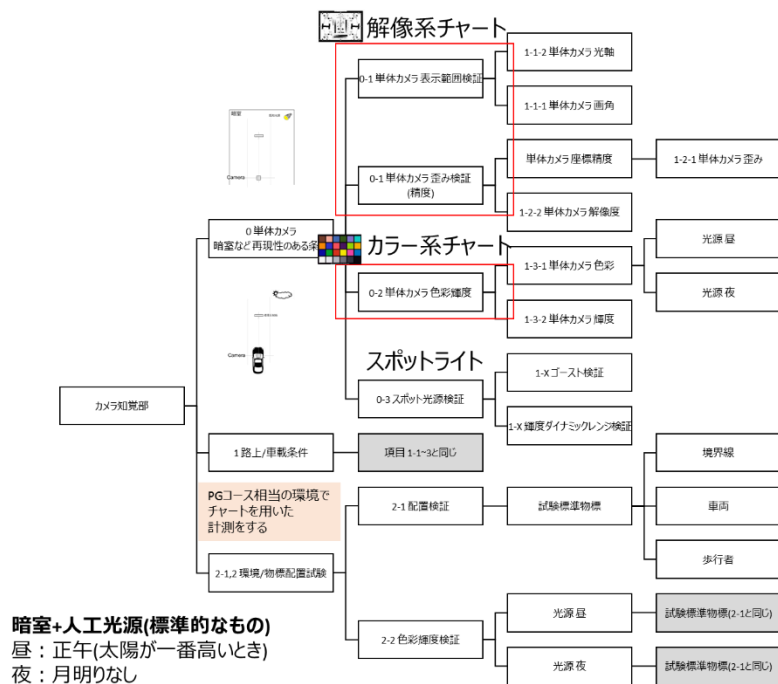 解像系チャート
1-1-2 単体カメラ 光軸
0-1 単体カメラ 表示範囲検証
1-1-1 単体カメラ 画角
暗室
Camera
単体カメラ 座標精度
1-2-1 単体カメラ 歪み
0-1 単体カメラ 歪み検証
(精度)
1-2-2 単体カメラ 解像度
0 単体カメラ
暗室など再現性のある条
カラー系チャート
光源 昼
1-3-1 単体カメラ 色彩
0-2 単体カメラ 色彩輝度
光源 夜
1-3-2 単体カメラ 輝度
Camera
スポットライト
1-X ゴースト検証
カメラ知覚部
0-3 スポット光源検証
1-X 輝度ダイナミックレンジ検証
1 路上/車載条件
項目 1-1~3と同じ
境界線
PGコース相当の環境で
チャートを用いた
計測をする
2-1 配置検証
試験標準物標
車両
歩行者
2-1,2 環境/物標配置試験
光源 昼
試験標準物標(2-1と同じ)
暗室+人工光源(標準的なもの)
昼：正午(太陽が一番高いとき)
夜：月明りなし
2-2 色彩輝度検証
光源 夜
試験標準物標(2-1と同じ)